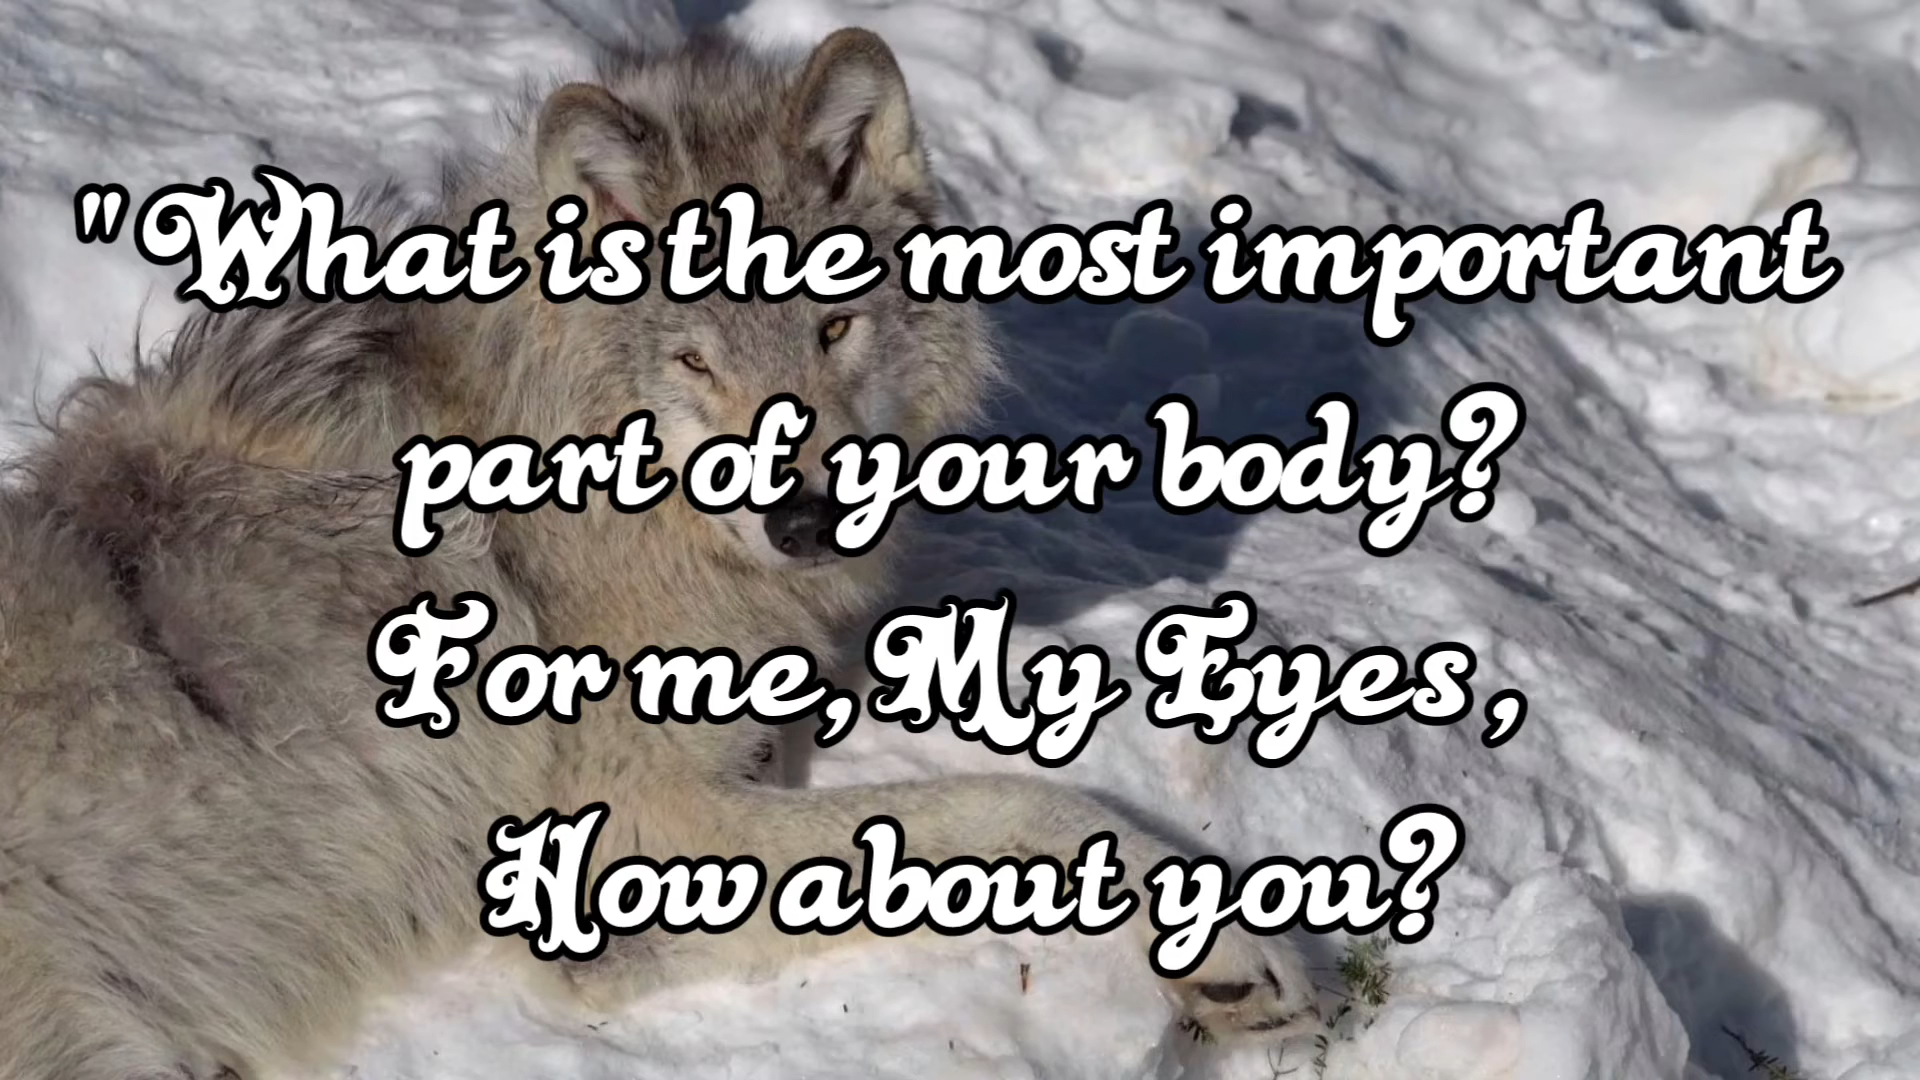 "What is the most important
part of your body?
For me, My Eyes ,
How about you?